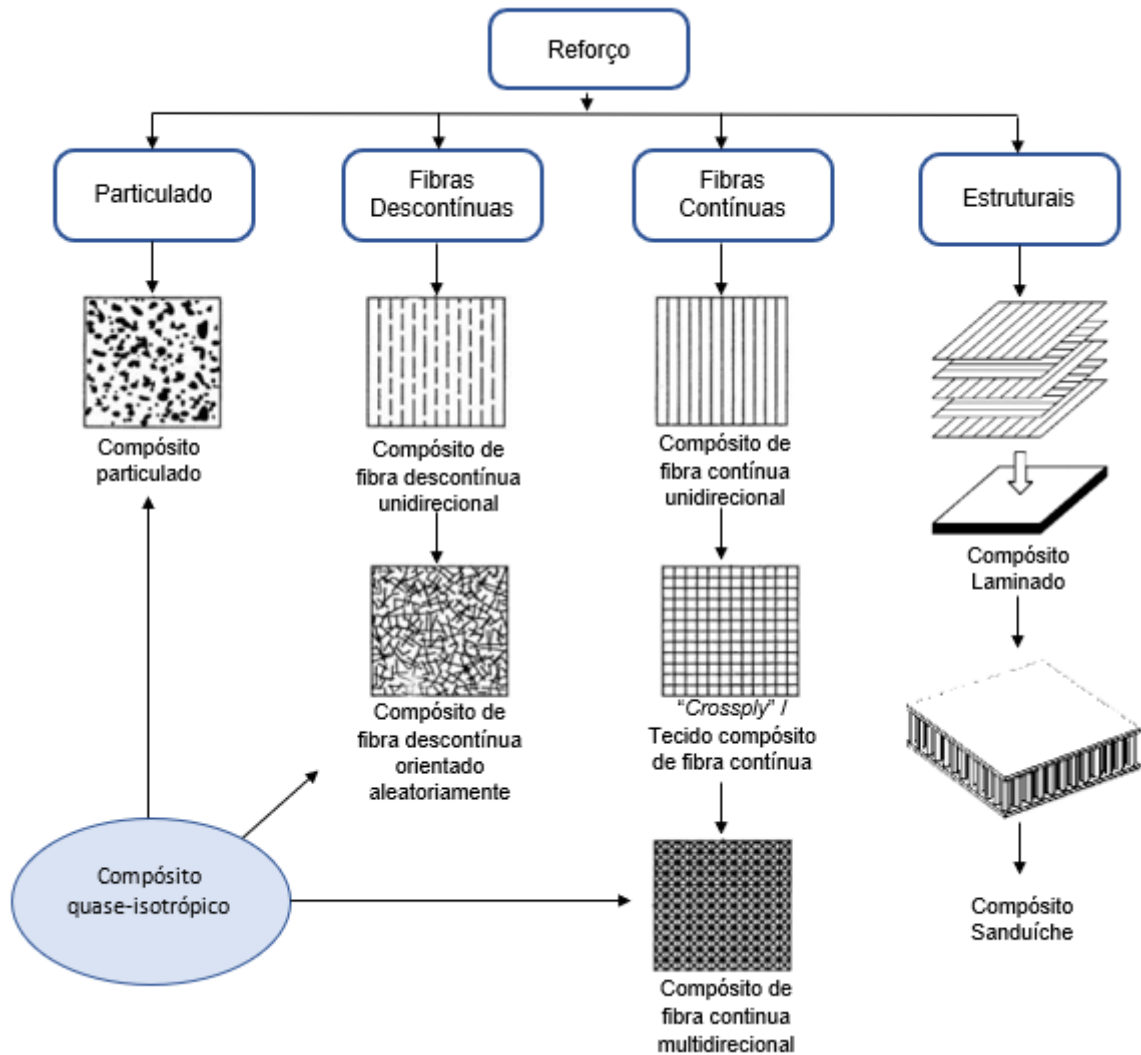 Reforço
Particulado
Fibras
Descontínuas
Fibras
Contínuas
Estruturais
Compósito
particulado
Compósito de
fibra descontínua
unidirecional
Compósito de
fibra contínua
unidirecional
Compósito
Laminado
Compósito de
fibra descontínua
orientado
aleatoriamente
“Crossply” /
Tecido compósito
de fibra contínua
Compósito
quase-isotrópico
Compósito
Sanduíche
Compósito de
fibra continua
multidirecional